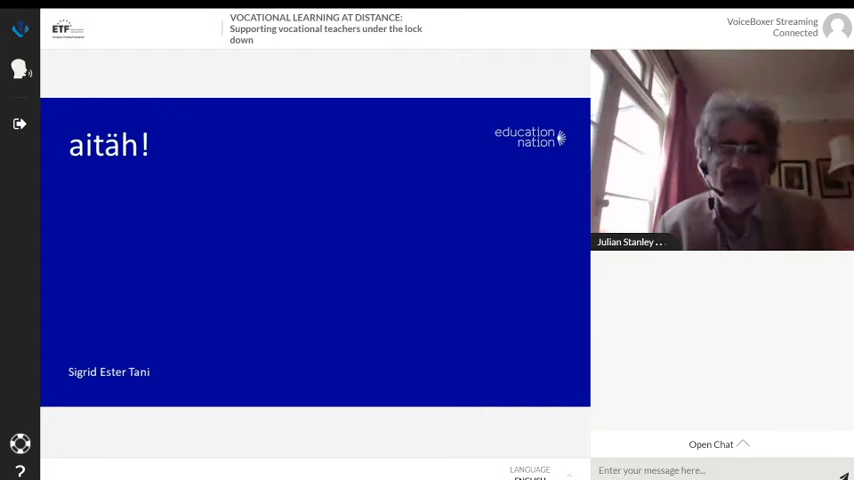 ETF
VOCATIONAL LEARNING AT DISTANCE:
Supporting vocational teachers under the lock
down
VoiceBoxer Streaming
Connected
aitäh!
education
nation
Julian Stanley . .
Sigrid Ester Tani
Open Chat
LANGUAGE
ENGLISH
Enter your message here...
?